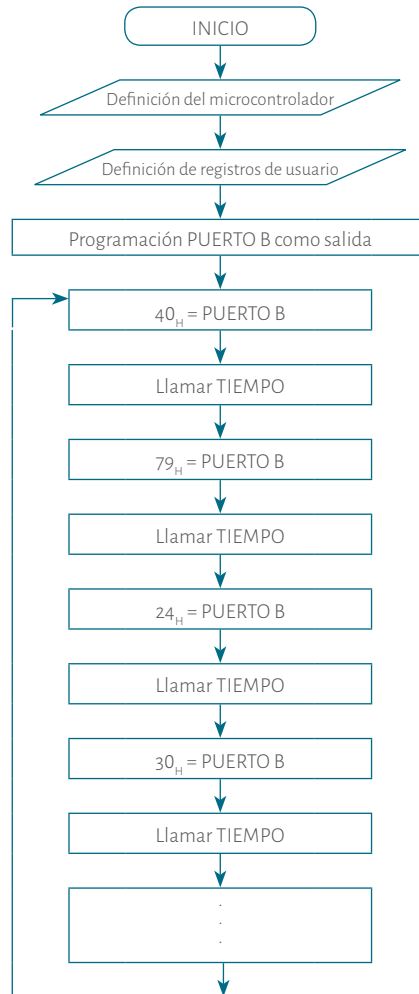 INICIO
Definición del microcontrolador
Definición de registros de usuario
Programación PUERTO B como salida
40H = PUERTO B
Llamar TIEMPO
79H = PUERTO B
Llamar TIEMPO
24H = PUERTO B
Llamar TIEMPO
30H = PUERTO B
Llamar TIEMPO
.
.
.